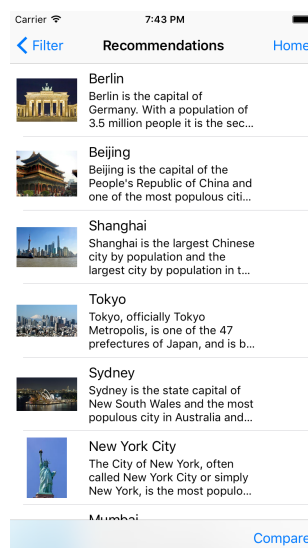 Carrier 7:43 PM
Filter Recommendations Home
Berlin
Berlin is the capital of
Germany. With a population of
3.5 million people it is the sec...
Beijing
Beijing is the capital of the
People's Republic of China and
one of the most populous citi...
Shanghai
Shanghai is the largest Chinese
city by population and the
largest city by population in t...
Tokyo
Tokyo, officially Tokyo
Metropolis, is one of the 47
prefectures of Japan, and is b...
Sydney
Sydney is the state capital of
New South Wales and the most
populous city in Australia and...
New York City
The City of New York, often
called New York City or simply
New York, is the most populo...
Mumbai
Compare